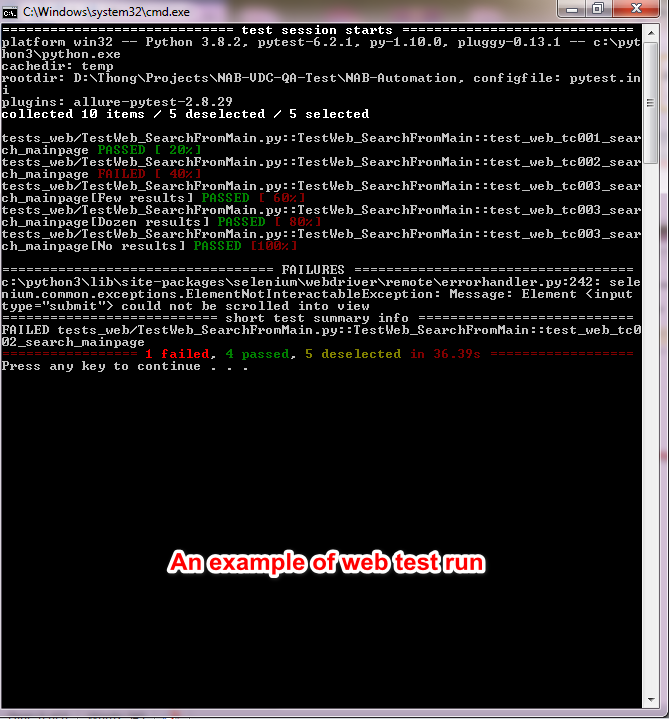 C:\Windows\system32\cmd.exe
============================= test session starts =============================
platform win32 -- Python 3.8.2, pytest-6.2.1, py-1.10.0, pluggy-0.13.1 -- c:\pyt
hon3\python.exe
cachedir: temp
rootdir: D:\Thong\Projects\NAB-VDC-QA-Test\NAB-Automation, configfile: pytest.in
i
plugins: allure-pytest-2.8.29
collected 10 items / 5 deselected / 5 selected
tests_web/TestWeb_SearchFromMain.py::TestWeb_SearchFromMain::test_web_tc001_sear
ch_mainpage PASSED [ 20%]
tests_web/TestWeb_SearchFromMain.py::TestWeb_SearchFromMain::test_web_tc002_sear
ch_mainpage FAILED [ 40%]
tests_web/TestWeb_SearchFromMain.py::TestWeb_SearchFromMain::test_web_tc003_sear
ch_mainpage[Few results] PASSED [ 60%]
tests_web/TestWeb_SearchFromMain.py::TestWeb_SearchFromMain::test_web_tc003_sear
ch_mainpage[Dozen results] PASSED [ 80%]
tests_web/TestWeb_SearchFromMain.py::TestWeb_SearchFromMain::test_web_tc003_sear
ch_mainpage[No results] PASSED [100%]
================================== FAILURES ===================================
c:\python3\lib\site-packages\selenium\webdriver\remote\errorhandler.py:242: sele
nium.common.exceptions.ElementNotInteractableException: Message: Element <input
type="submit"> could not be scrolled into view
=========================== short test summary info ===========================
FAILED tests_web/TestWeb_SearchFromMain.py::TestWeb_SearchFromMain::test_web_tc0
02_search_mainpage
================= 1 failed, 4 passed, 5 deselected in 36.39s ==================
Press any key to continue . . .
An example of web test run